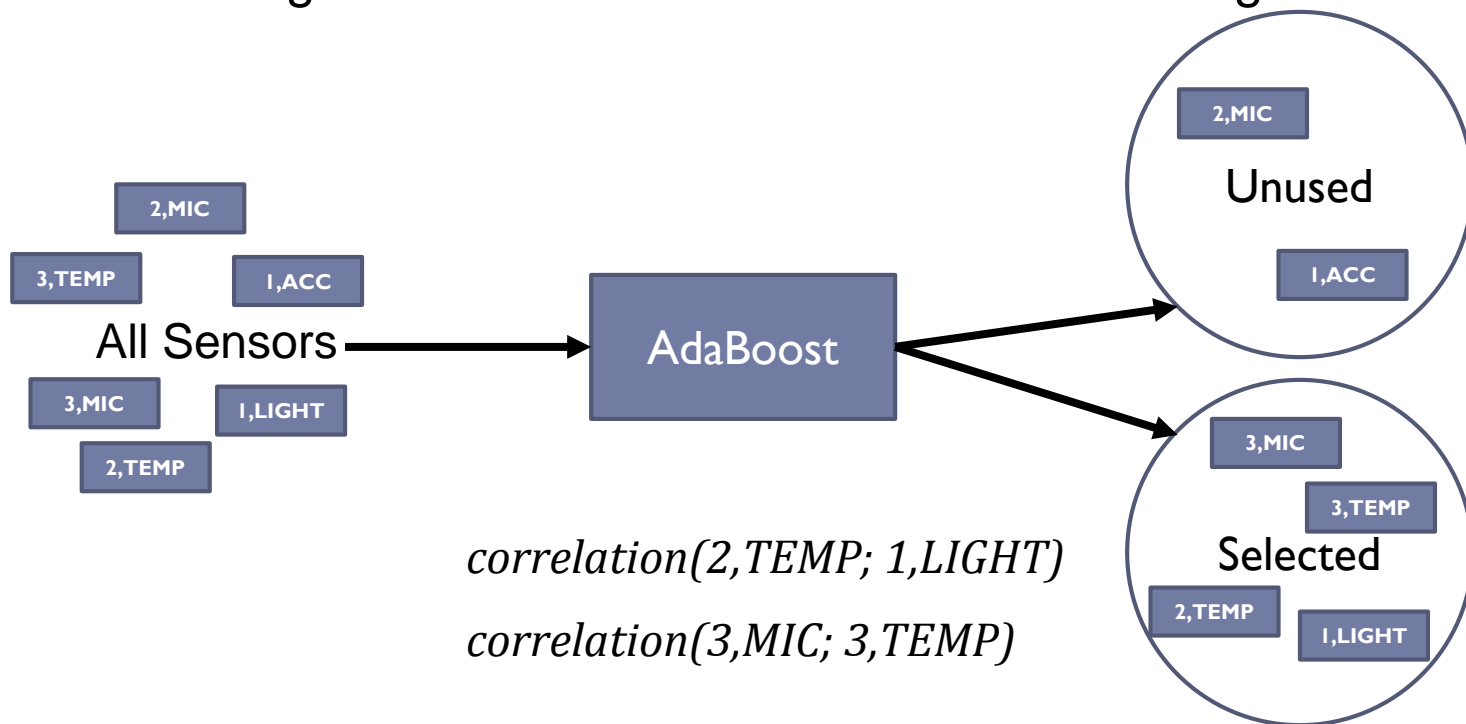 2,MIC
3,TEMP
1,ACC
All Sensors
3,MIC
1,LIGHT
2,TEMP
AdaBoost
2,MIC
Unused
1,ACC
3,MIC
3,TEMP
Selected
2,TEMP
1,LIGHT
correlation(2,TEMP; 1,LIGHT)
correlation(3,MIC; 3,TEMP)